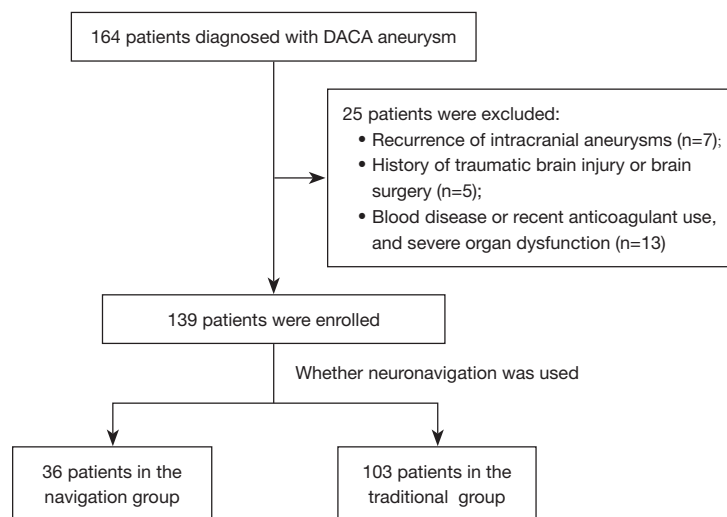 164 patients diagnosed with DACA aneurysm
25 patients were excluded:
• Recurrence of intracranial aneurysms (n=7);
• History of traumatic brain injury or brain
surgery (n=5);
• Blood disease or recent anticoagulant use,
and severe organ dysfunction (n=13)
139 patients were enrolled
Whether neuronavigation was used
36 patients in the
navigation group
103 patients in the
traditional group